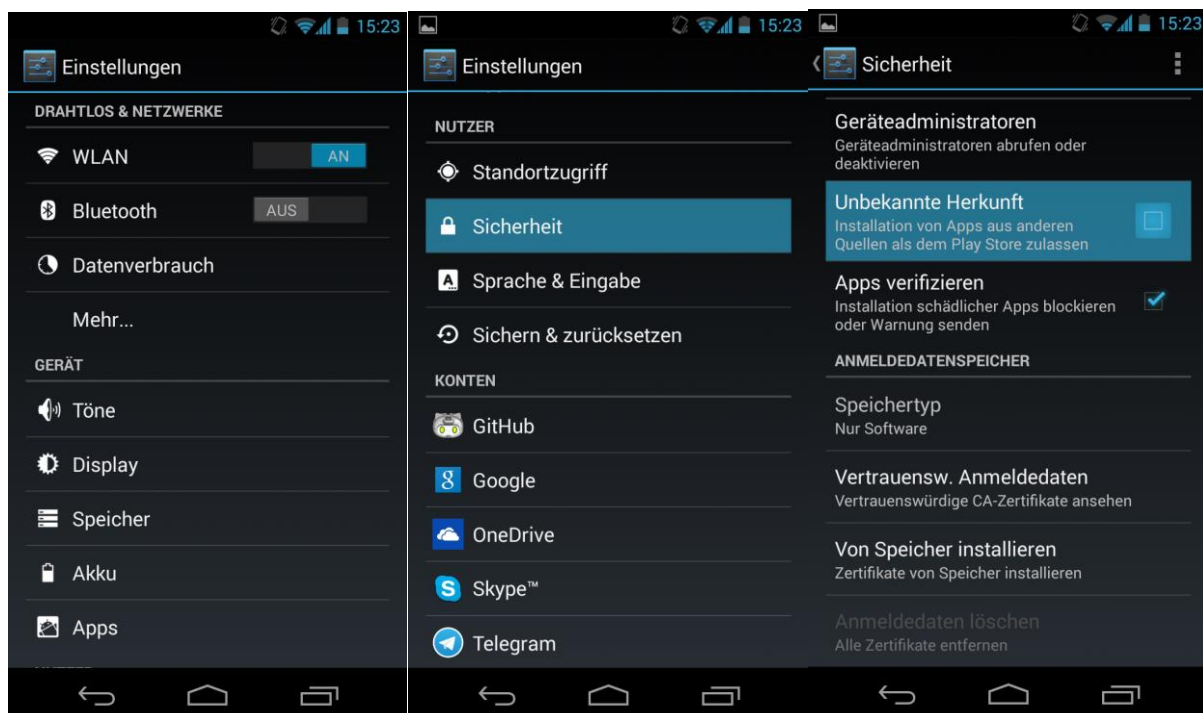 15:23
Einstellungen
DRAHTLOS & NETZWERKE
WLAN
AN
Bluetooth
AUS
Datenverbrauch
Mehr...
GERÄT
Töne
Display
Speicher
Akku
Apps
15:23
Einstellungen
NUTZER
Standortzugriff
Sicherheit
Sprache & Eingabe
Sichern & zurücksetzen
KONTEN
GitHub
Google
OneDrive
Skype™
Telegram
15:23
Sicherheit
Geräteadministratoren
Geräteadministratoren abrufen oder
deaktivieren
Unbekannte Herkunft
Installation von Apps aus anderen
Quellen als dem Play Store zulassen
Apps verifizieren
Installation schädlicher Apps blockieren
oder Warnung senden
ANMELDEDATENSPEICHER
Speichertyp
Nur Software
Vertrauensw. Anmeldedaten
Vertrauenswürdige CA-Zertifikate ansehen
Von Speicher installieren
Zertifikate von Speicher installieren
Anmeldedaten löschen
Alle Zertifikate entfernen